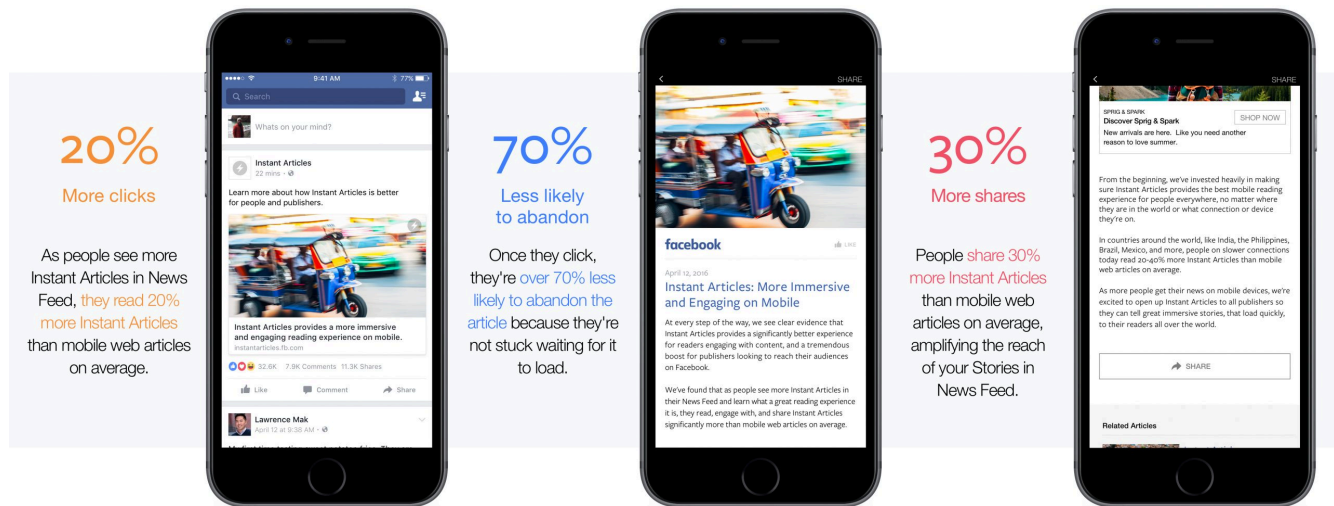 20%
More clicks
As people see more
Instant Articles in News
Feed, they read 20%
more Instant Articles
than mobile web articles
on average.
9:41 AM
77%
Search
Whats on your mind?
Instant Articles
22 mins
Learn more about how Instant Articles is better
for people and publishers.
Instant Articles provides a more immersive
and engaging reading experience on mobile.
instantarticles.fb.com
32.6K 7.9K Comments 11.3K Shares
Like Comment Share
Lawrence Mak
April 12 at 9:38 AM
70%
Less likely
to abandon
Once they click,
they're over 70% less
likely to abandon the
article because they're
not stuck waiting for it
to load.
SHARE
facebook
LIKE
April 12, 2016
Instant Articles: More Immersive
and Engaging on Mobile
At every step of the way, we see clear evidence that
Instant Articles provides a significantly better experience
for readers engaging with content, and a tremendous
boost for publishers looking to reach their audiences
on Facebook.
We've found that as people see more Instant Articles in
their News Feed and learn what a great reading experience
it is, they read, engage with, and share Instant Articles
significantly more than mobile web articles on average.
30%
More shares
People share 30%
more Instant Articles
than mobile web
articles on average,
amplifying the reach
of your Stories in
News Feed.
SHARE
SPRIG & SPARK
Discover Sprig & Spark
SHOP NOW
New arrivals are here. Like you need another
reason to love summer.
From the beginning, we've invested heavily in making
sure Instant Articles provides the best mobile reading
experience for people everywhere, no matter where
they are in the world or what connection or device
they're on.
In countries around the world, like India, the Philippines,
Brazil, Mexico, and more, people on slower connections
today read 20-40% more Instant Articles than mobile
web articles on average.
As more people get their news on mobile devices, we're
excited to open up Instant Articles to all publishers so
they can tell great immersive stories, that load quickly,
to their readers all over the world.
SHARE
Related Articles